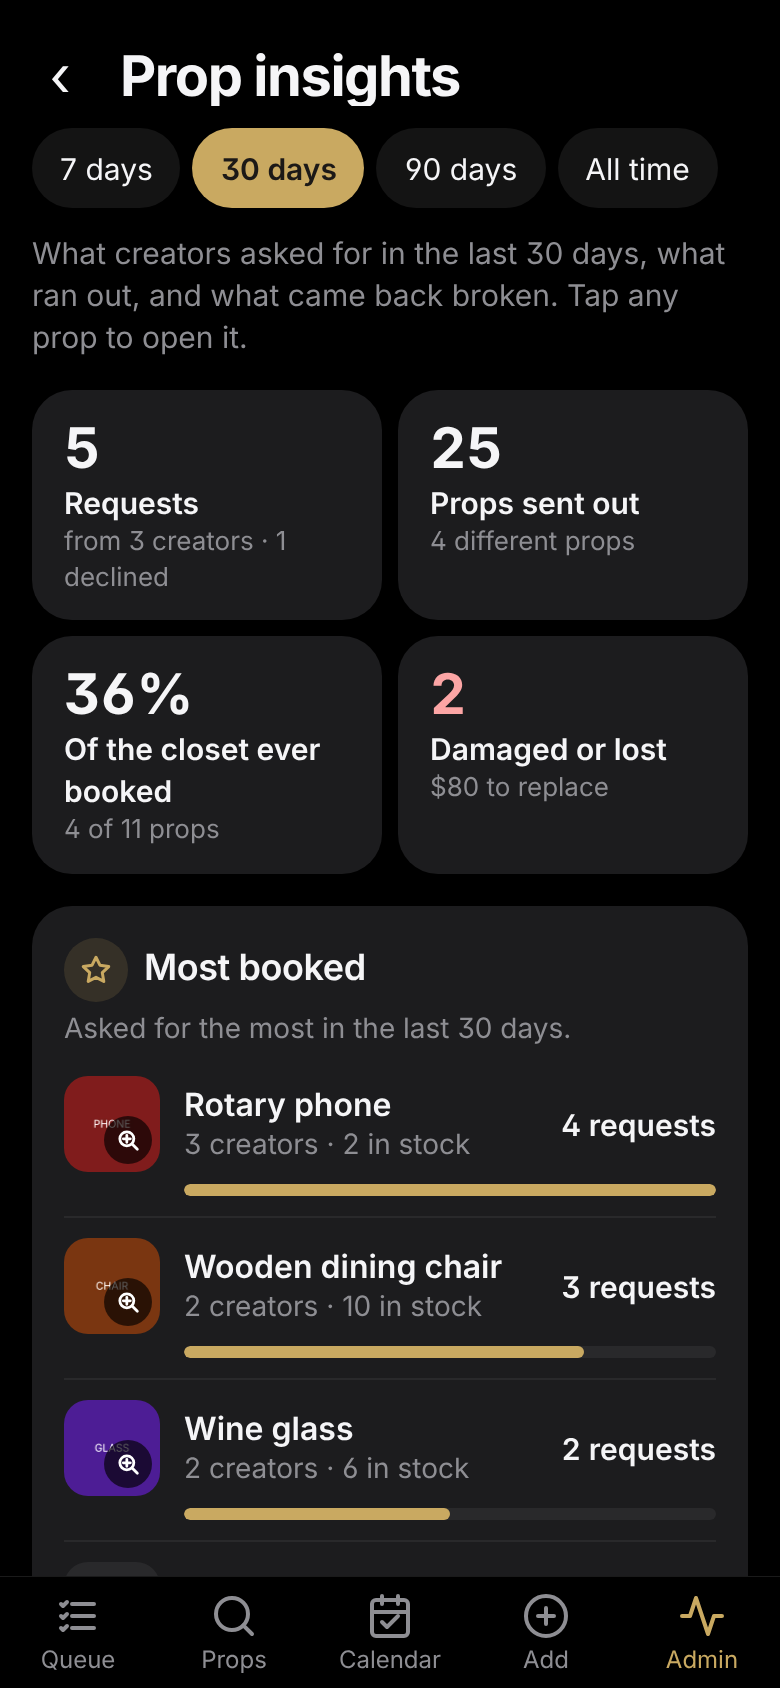 Prop insights
7 days
30 days
90 days
All time
What creators asked for in the last 30 days, what
ran out, and what came back broken. Tap any
prop to open it.
5
Requests
from 3 creators · 1
declined
25
Props sent out
4 different props
36%
Of the closet ever
booked
4 of 11 props
2
Damaged or lost
$80 to replace
Most booked
Asked for the most in the last 30 days.
PHONE
Rotary phone
3 creators · 2 in stock
4 requests
CHAIR
Wooden dining chair
2 creators · 10 in stock
3 requests
GLASS
Wine glass
2 creators · 6 in stock
2 requests
Queue
Props
Calendar
Add
Admin